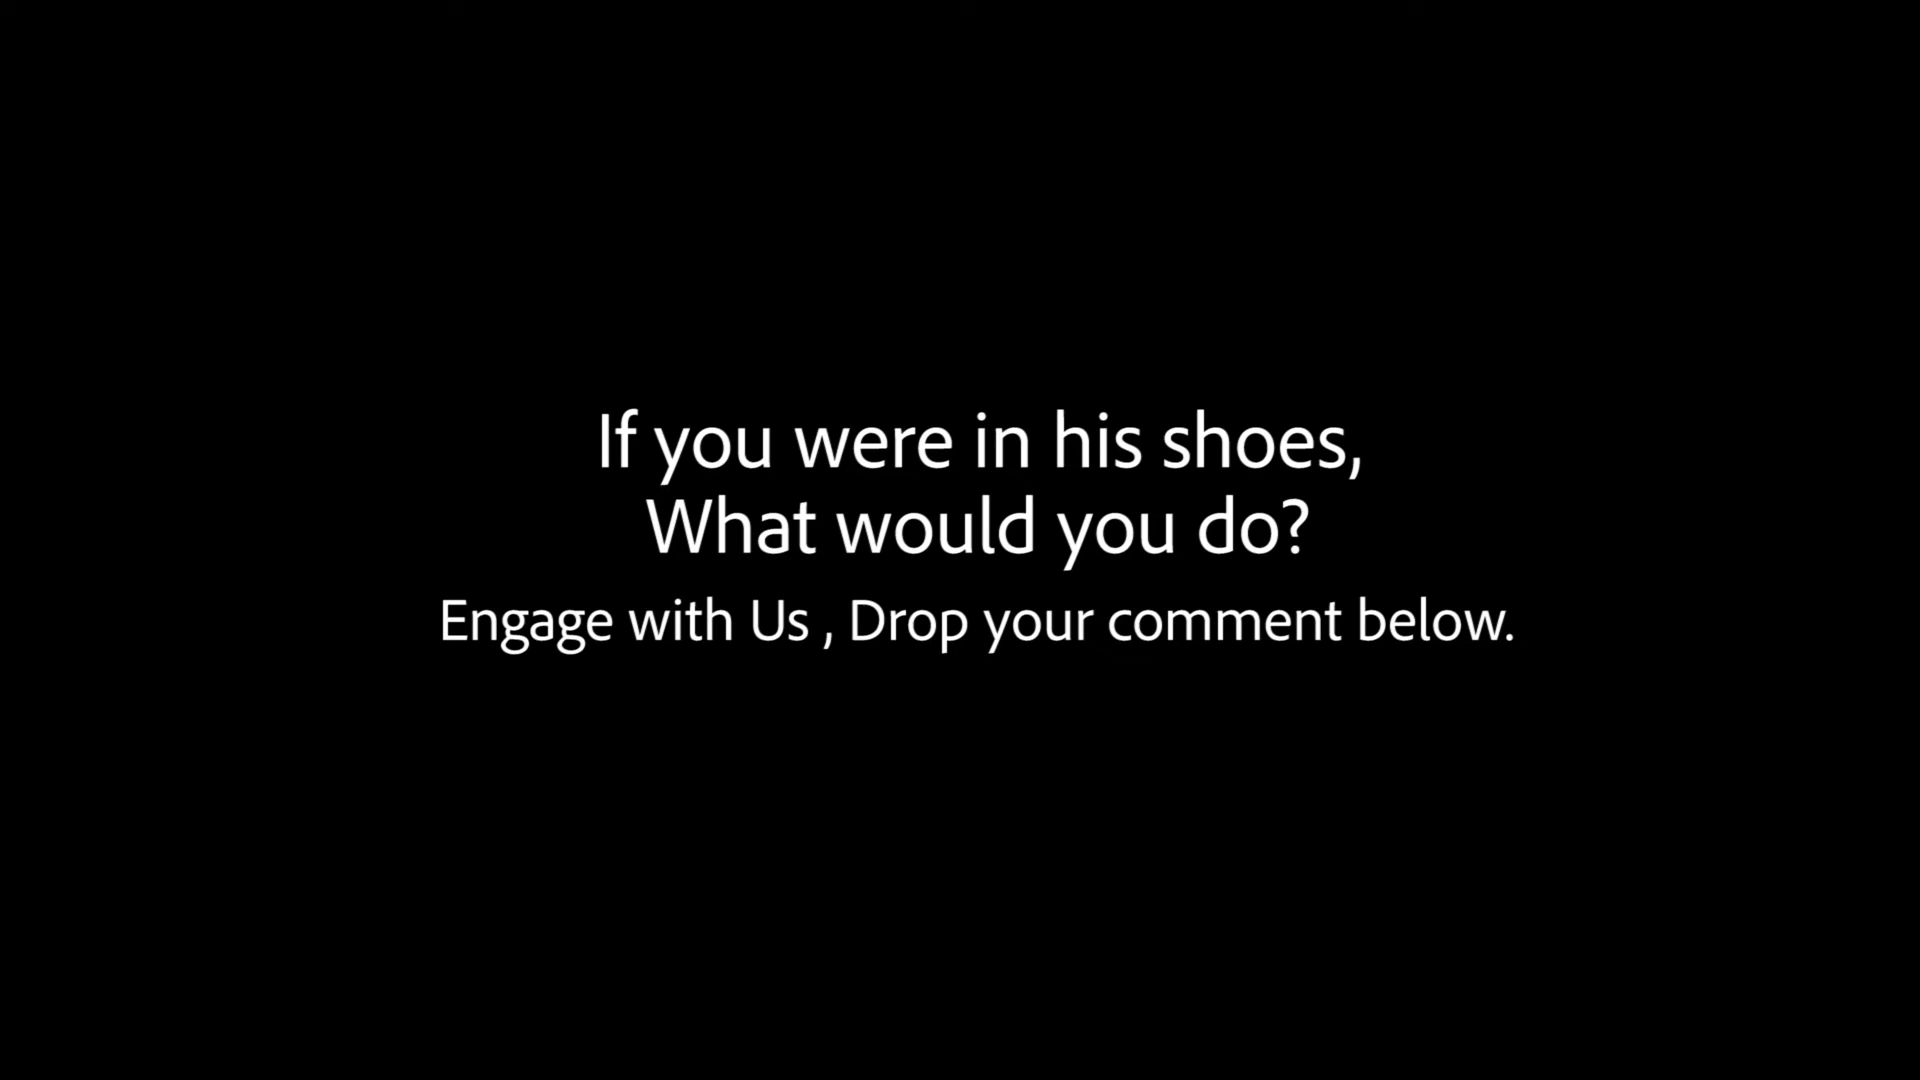 If you were in his shoes,
What would you do?
Engage with Us , Drop your comment below.